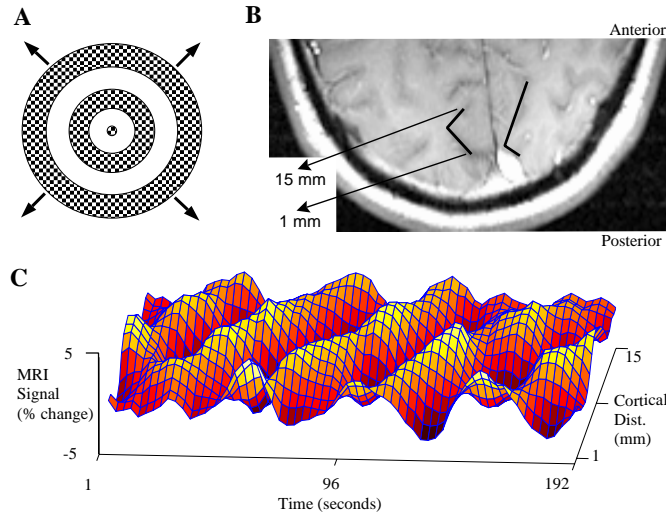 A
B
Anterior
15 mm
1 mm
Posterior
C
5
MRI
Signal
(% change)
-5
15
Cortical
Dist.
(mm)
1
1
96
192
Time (seconds)